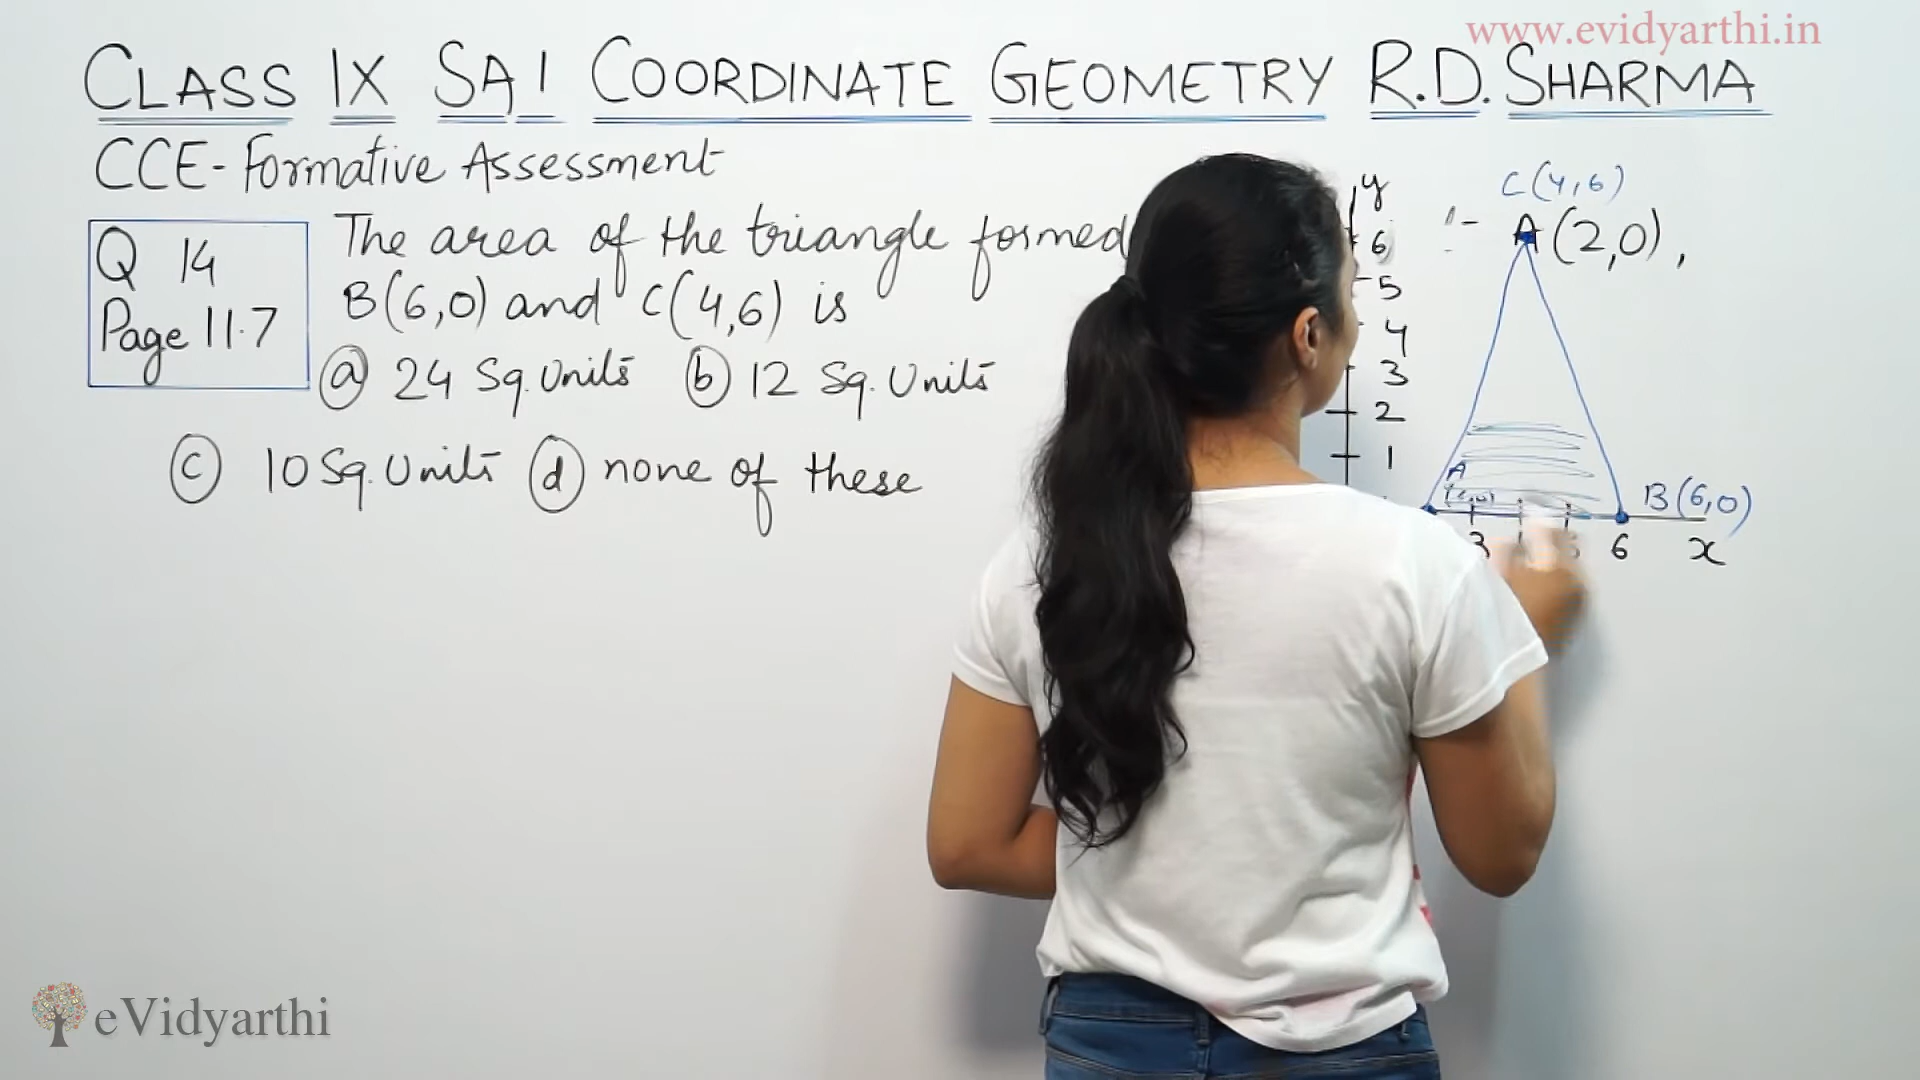 www.evidyarthi.in
CLASS IX SA 1 COORDINATE GEOMETRY R.D. SHARMA
CCE- Formative Assessment
Q 14
Page 11.7
The area of the triangle formed A(2,0),
B(6,0) and C(4,6) is
(a) 24 Sq. Units (b) 12 Sq. Units
(c) 10 Sq. Units (d) none of these
y
C(4,6)
6
5
4
3
2
1
A
B(6,0)
3 6 x
eVidyarthi